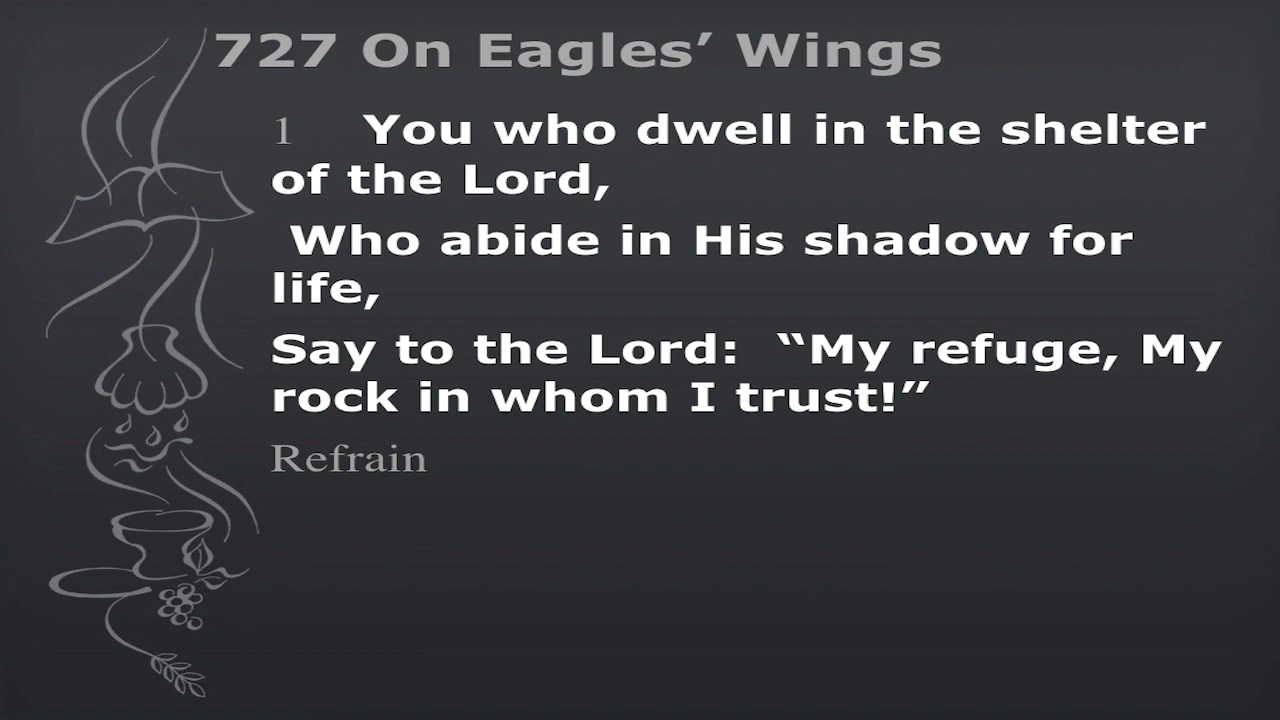 727 On Eagles’ Wings
1 You who dwell in the shelter
of the Lord,
Who abide in His shadow for
life,
Say to the Lord: “My refuge, My
rock in whom I trust!”
Refrain